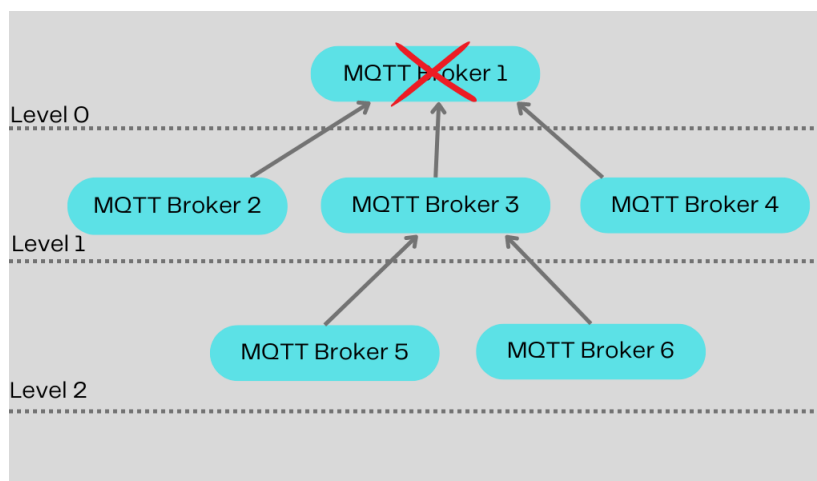 MQTT Broker 1
Level 0
MQTT Broker 2
MQTT Broker 3
MQTT Broker 4
Level 1
MQTT Broker 5
MQTT Broker 6
Level 2